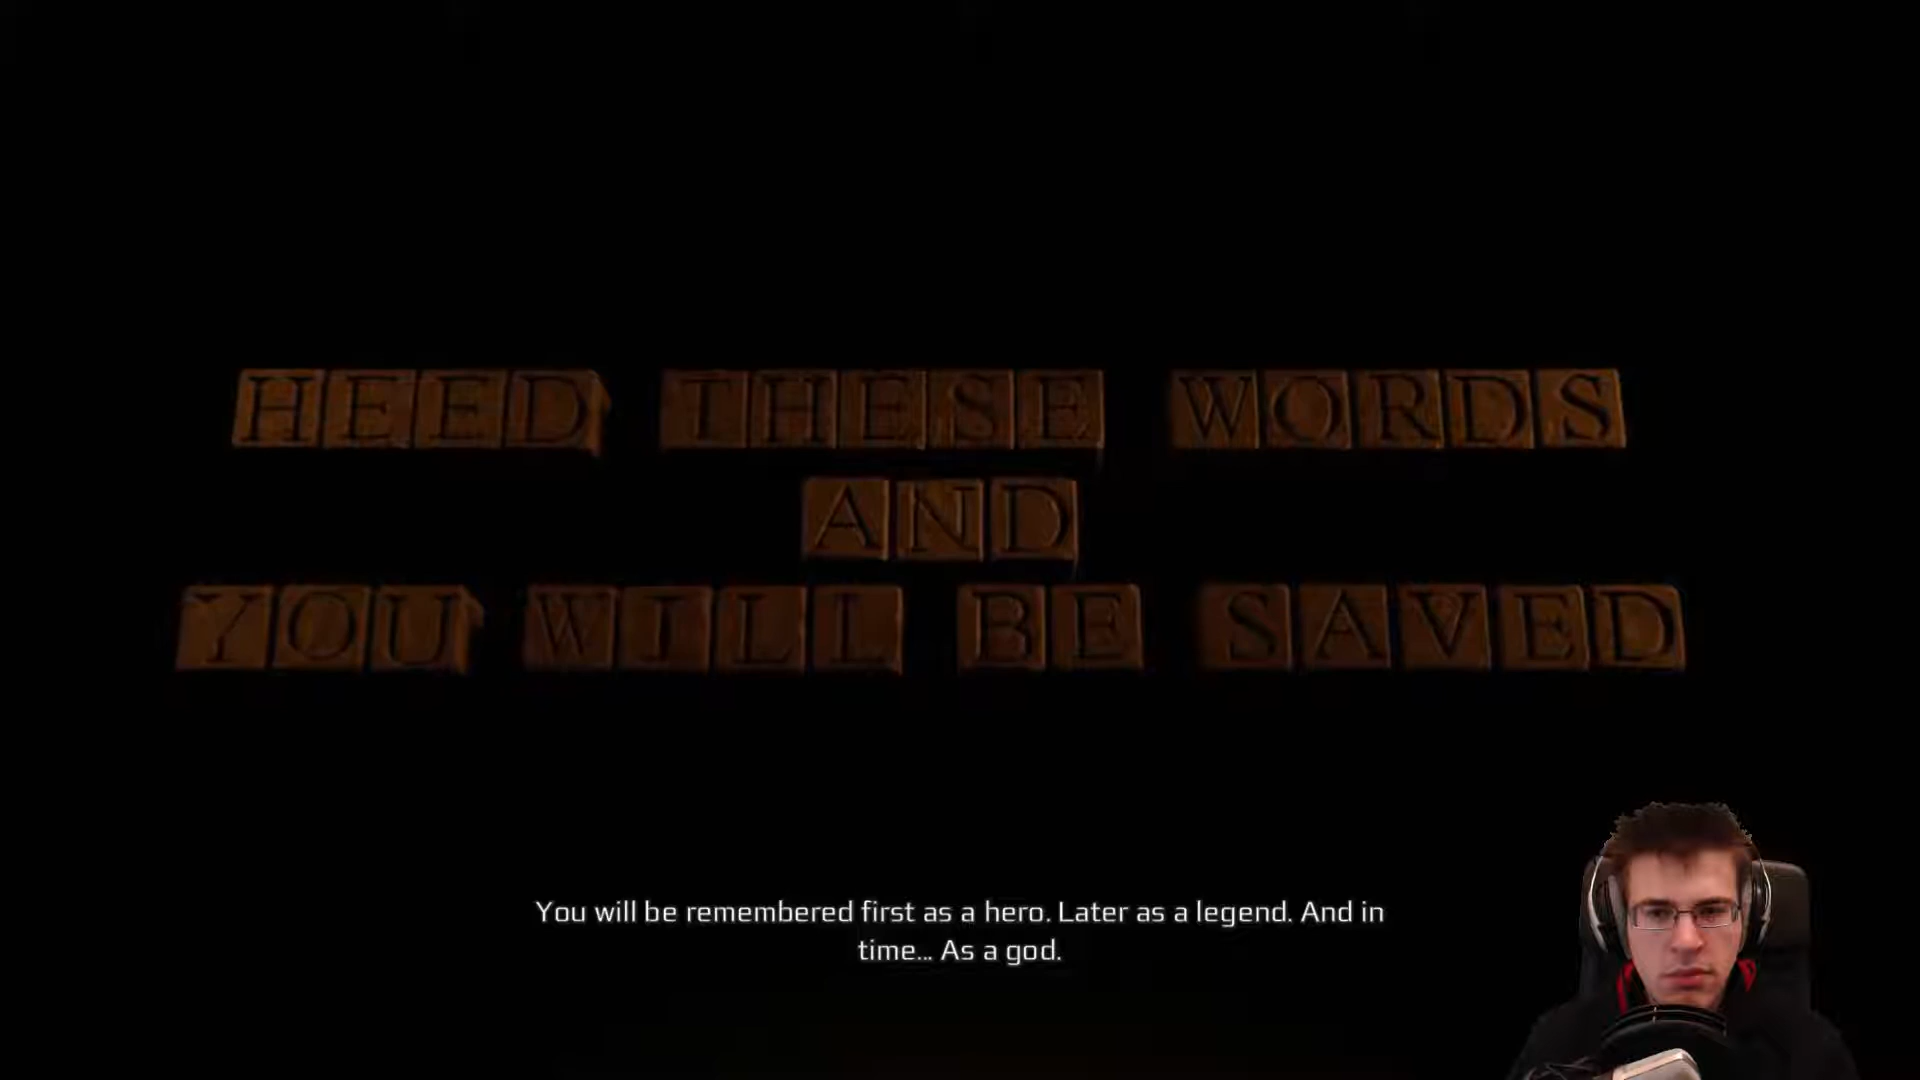 HEED THESE WORDS
AND
YOU WILL BE SAVED
You will be remembered first as a hero. Later as a legend. And in
time... As a god.